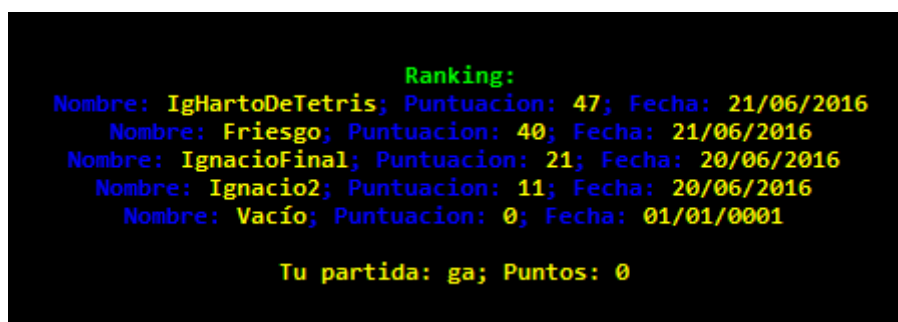 Ranking:
Nombre: IgHartoDeTetris; Puntuacion: 47; Fecha: 21/06/2016
Nombre: Friesgo; Puntuacion: 40; Fecha: 21/06/2016
Nombre: IgnacioFinal; Puntuacion: 21; Fecha: 20/06/2016
Nombre: Ignacio2; Puntuacion: 11; Fecha: 20/06/2016
Nombre: Vacío; Puntuacion: 0; Fecha: 01/01/0001
Tu partida: ga; Puntos: 0